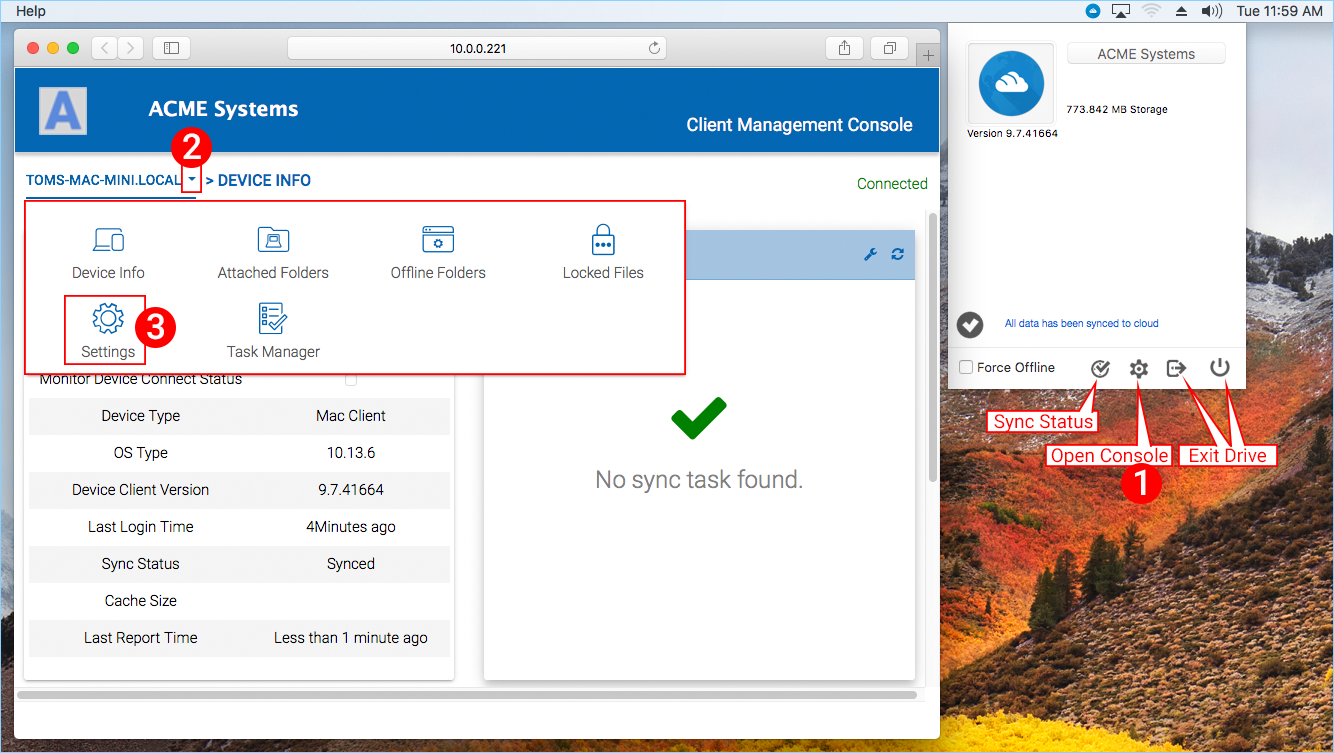 Help
Tue 11:59 AM
10.0.0.221
A
ACME Systems
Client Management Console
2
TOMS-MAC-MINI.LOCAL > DEVICE INFO
Connected
Device Info
Attached Folders
Offline Folders
Locked Files
Settings
3
Task Manager
Monitor Device Connect Status
Device Type Mac Client
OS Type 10.13.6
Device Client Version 9.7.41664
Last Login Time 4Minutes ago
Sync Status Synced
Cache Size
Last Report Time Less than 1 minute ago
No sync task found.
ACME Systems
773.842 MB Storage
Version 9.7.41664
All data has been synced to cloud
Force Offline
Sync Status
Open Console
Exit Drive
1